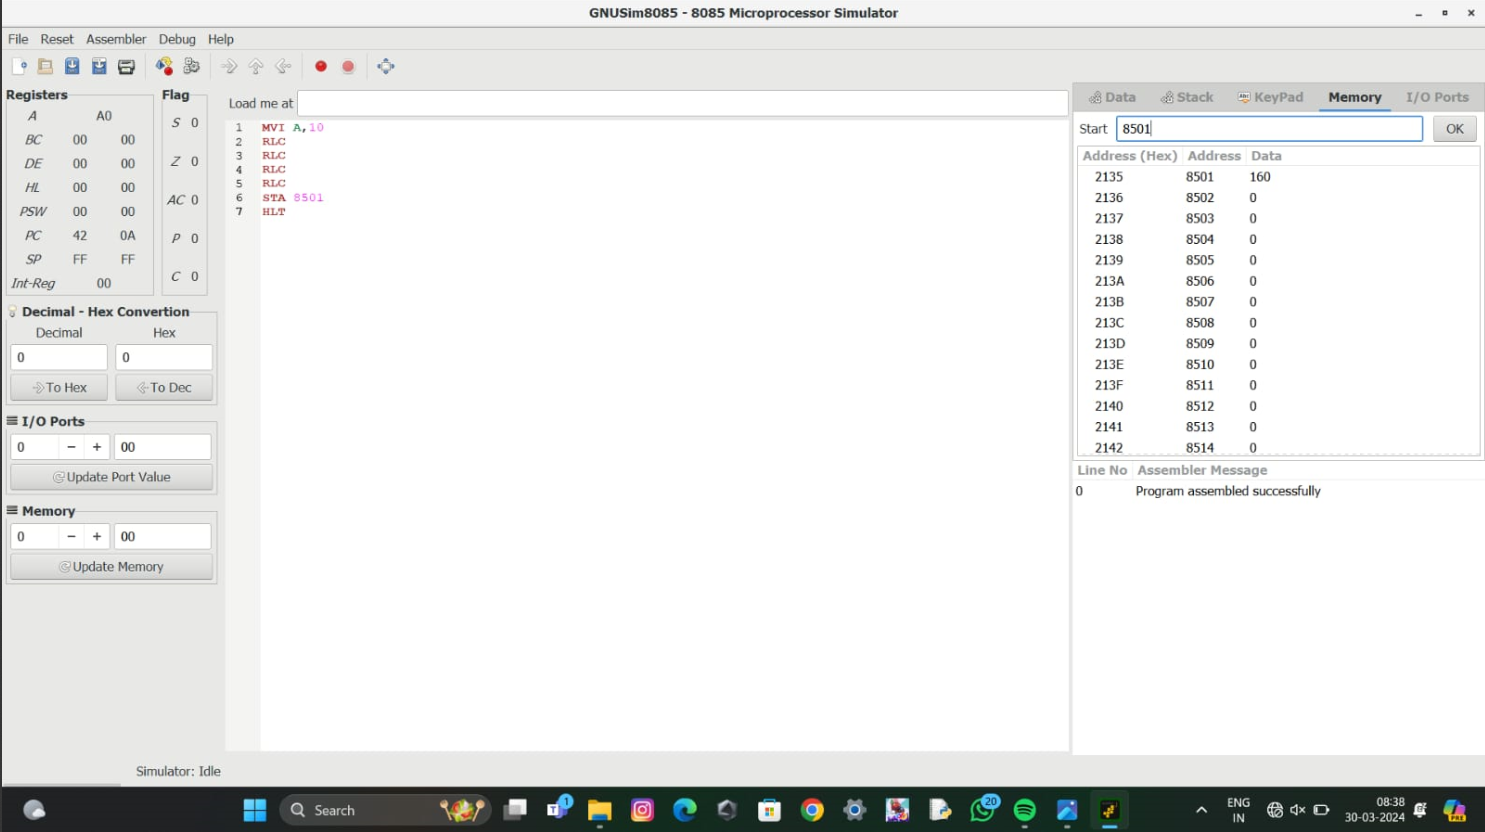 GNUSim8085 - 8085 Microprocessor Simulator
File Reset Assembler Debug Help
Registers
A A0
BC 00 00
DE 00 00
HL 00 00
PSW 00 00
PC 42 0A
SP FF FF
Int-Reg 00
Flag
S 0
Z 0
AC 0
P 0
C 0
Decimal - Hex Convertion
Decimal Hex
0 0
To Hex To Dec
I/O Ports
0 − + 00
Update Port Value
Memory
0 − + 00
Update Memory
Simulator: Idle
Load me at
1 MVI A,10
2 RLC
3 RLC
4 RLC
5 RLC
6 STA 8501
7 HLT
Data Stack KeyPad Memory I/O Ports
Start 8501 OK
Address (Hex) Address Data
2135 8501 160
2136 8502 0
2137 8503 0
2138 8504 0
2139 8505 0
213A 8506 0
213B 8507 0
213C 8508 0
213D 8509 0
213E 8510 0
213F 8511 0
2140 8512 0
2141 8513 0
2142 8514 0
Line No Assembler Message
0 Program assembled successfully
Search
1
20
ENG
IN
08:38
30-03-2024
PRE